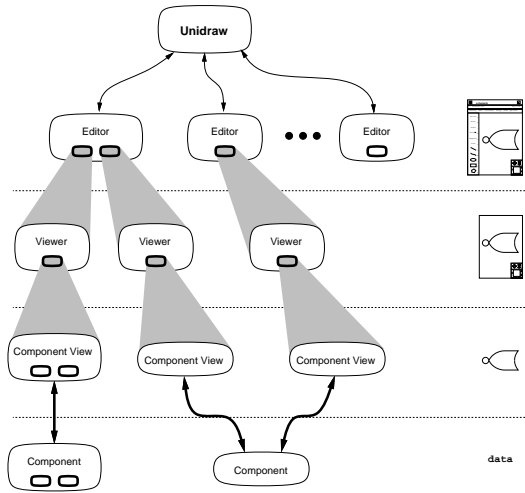 Unidraw
Editor
Editor
Editor
Viewer
Viewer
Viewer
Component View
Component View
Component View
Component
Component
data